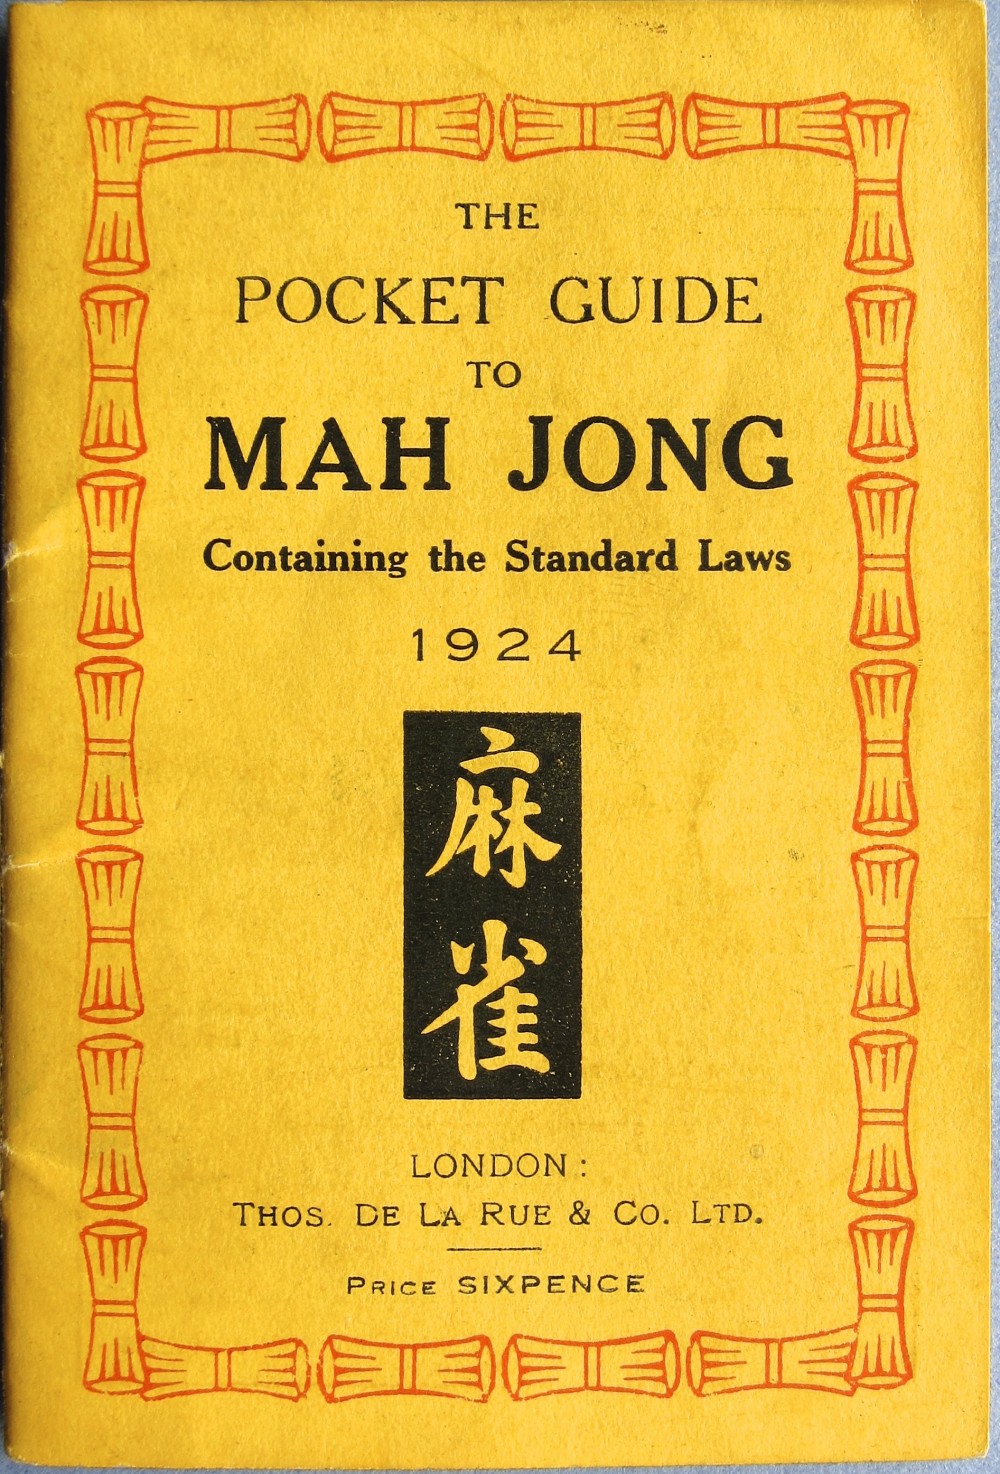 THE
POCKET GUIDE
TO
MAH JONG
Containing the Standard Laws
1924
麻
雀
LONDON:
THOS. DE LA RUE & CO. LTD.
PRICE SIXPENCE